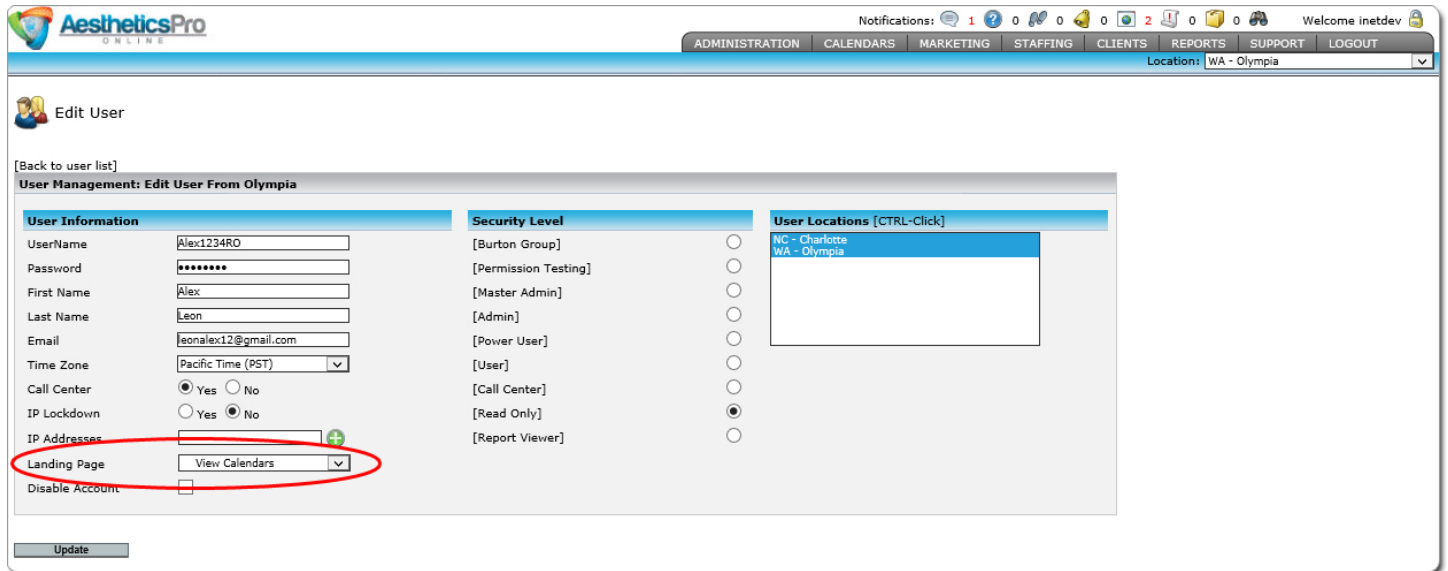 AestheticsPro
ONLINE
Notifications: 1 0 0 0 2 0 0 Welcome inetdev
ADMINISTRATION CALENDARS MARKETING STAFFING CLIENTS REPORTS SUPPORT LOGOUT
Location: WA - Olympia
Edit User
[Back to user list]
User Management: Edit User From Olympia
User Information
UserName Alex1234RO
Password ••••••••
First Name Alex
Last Name Leon
Email leonalex12@gmail.com
Time Zone Pacific Time (PST)
Call Center Yes No
IP Lockdown Yes No
IP Addresses
Landing Page View Calendars
Disable Account
Security Level
[Burton Group]
[Permission Testing]
[Master Admin]
[Admin]
[Power User]
[User]
[Call Center]
[Read Only]
[Report Viewer]
User Locations [CTRL-Click]
NC - Charlotte
WA - Olympia
Update